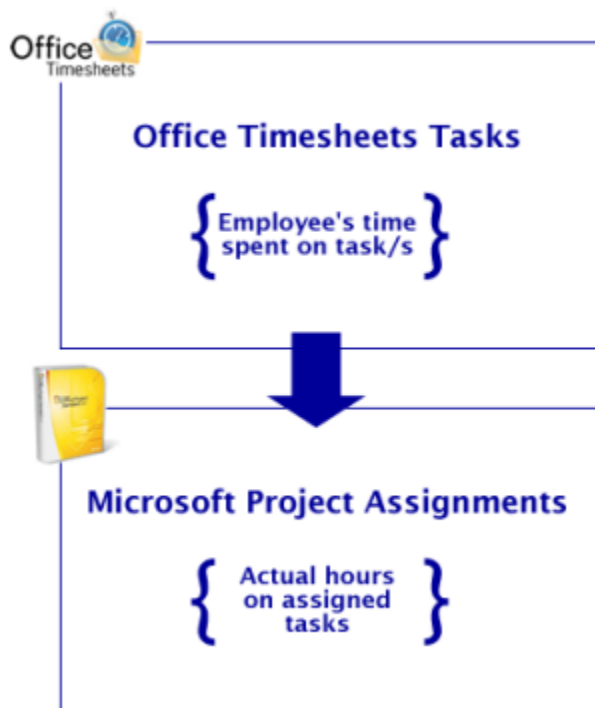 Office
Timesheets
Office Timesheets Tasks
{ Employee's time }
spent on task/s
Microsoft Project Assignments
{ Actual hours }
on assigned
tasks